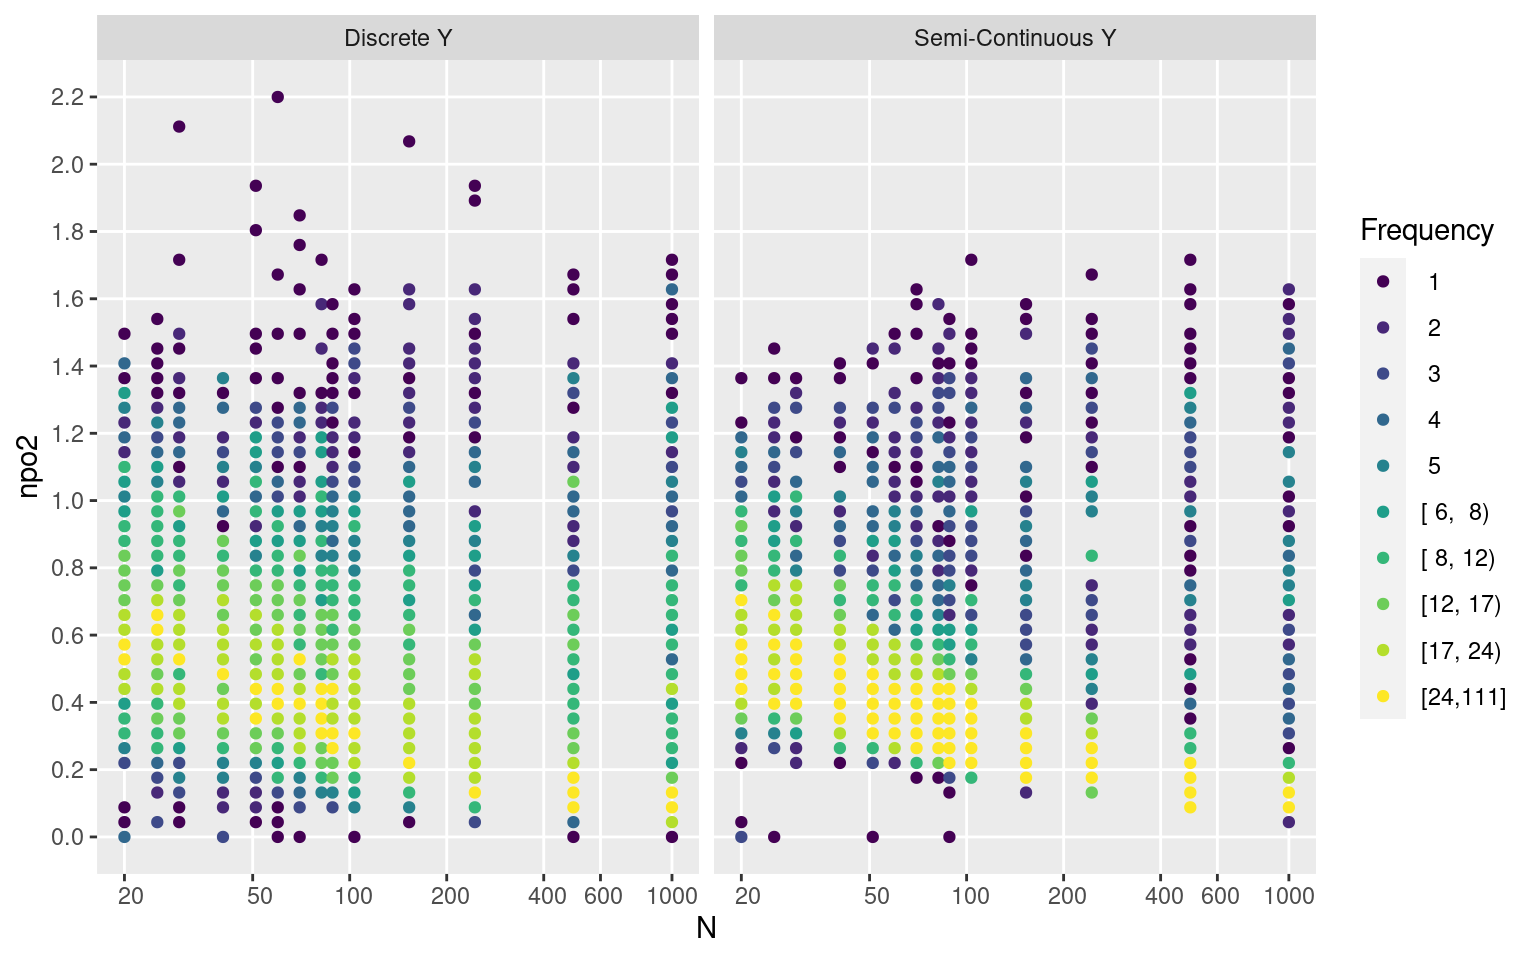 Discrete Y
Semi-Continuous Y
2.2
2.0
1.8
1.6
1.4
1.2
1.0
0.8
0.6
0.4
0.2
0.0
npo2
20 50 100 200 400 600 1000
20 50 100 200 400 600 1000
N
Frequency
1
2
3
4
5
[ 6,  8)
[ 8, 12)
[12, 17)
[17, 24)
[24,111]